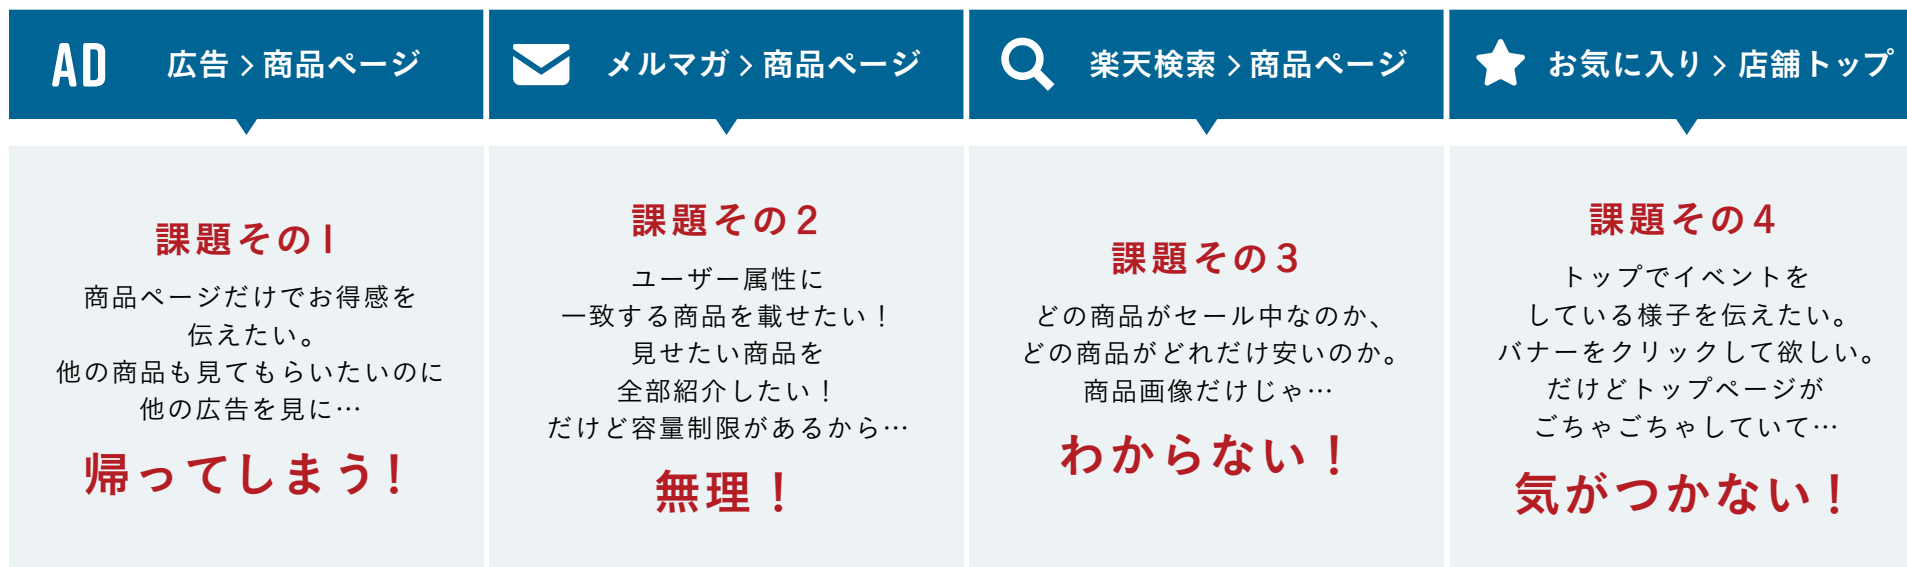 AD 広告 > 商品ページ
課題その1
商品ページだけでお得感を
伝えたい。
他の商品も見てもらいたいのに
他の広告を見に…
帰ってしまう！
メルマガ > 商品ページ
課題その２
ユーザー属性に
一致する商品を載せたい！
見せたい商品を
全部紹介したい！
だけど容量制限があるから…
無理！
楽天検索 > 商品ページ
課題その３
どの商品がセール中なのか、
どの商品がどれだけ安いのか。
商品画像だけじゃ…
わからない！
お気に入り > 店舗トップ
課題その４
トップでイベントを
している様子を伝えたい。
バナーをクリックして欲しい。
だけどトップページが
ごちゃごちゃしていて…
気がつかない！